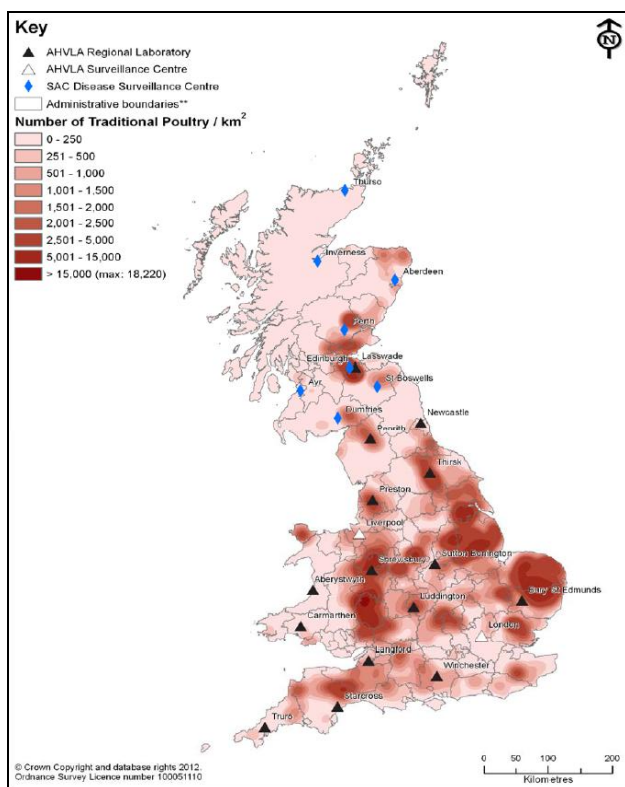 Key
N
AHVLA Regional Laboratory
AHVLA Surveillance Centre
SAC Disease Surveillance Centre
Administrative boundaries**
Number of Traditional Poultry / km²
0 - 250
251 - 500
501 - 1,000
1,001 - 1,500
1,501 - 2,000
2,001 - 2,500
2,501 - 5,000
5,001 - 15,000
> 15,000 (max: 18,220)
Thurso
Inverness
Aberdeen
Perth
Edinburgh
Lasswade
Ayr
St Boswells
Dumfries
Newcastle
Penrith
Thirsk
Preston
Liverpool
Shrewsbury
Sutton Bonington
Aberystwyth
Bury St Edmunds
Luddington
Carmarthen
London
Langford
Winchester
Starcross
Truro
© Crown Copyright and database rights 2012.
Ordnance Survey Licence number 100051110
0 50 100 200
Kilometres